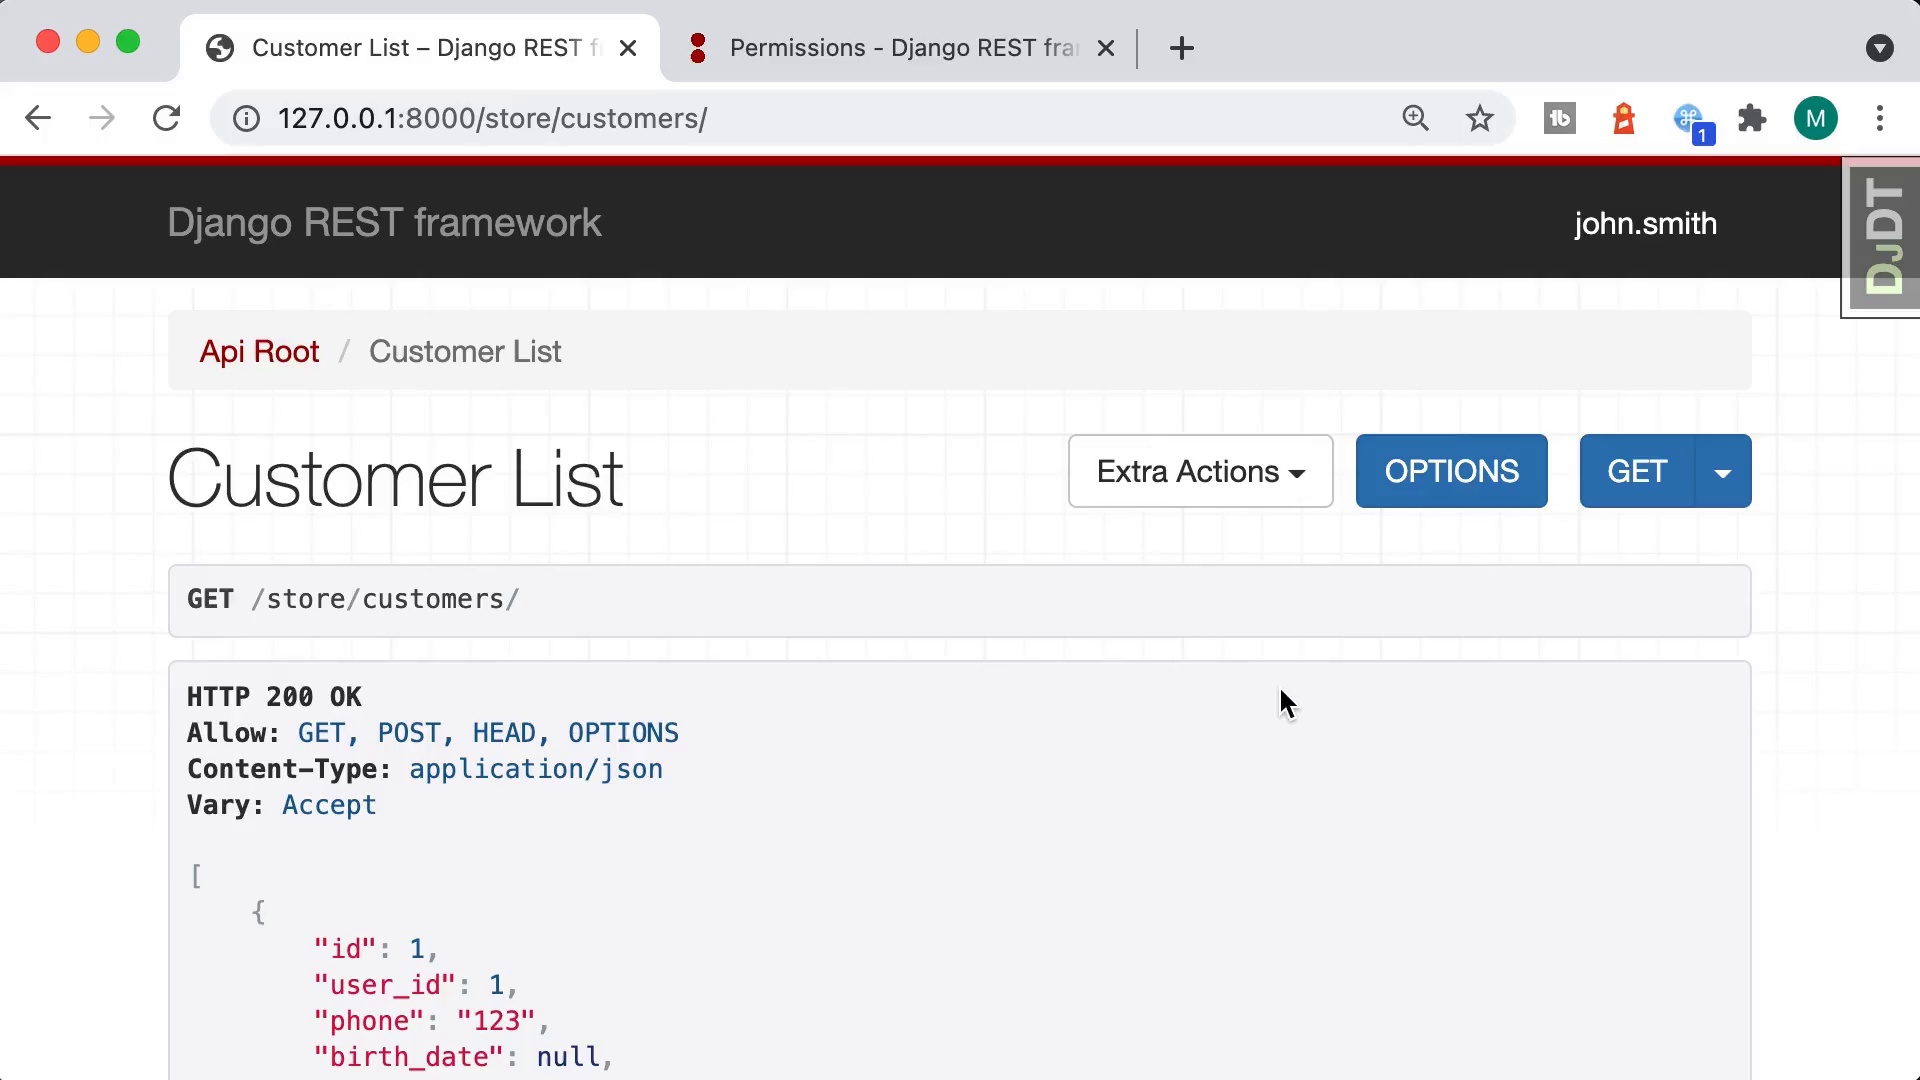 Customer List – Django REST f
Permissions - Django REST fra
127.0.0.1:8000/store/customers/
1
M
Django REST framework
john.smith
DJDT
Api Root / Customer List
Customer List
Extra Actions
OPTIONS
GET
GET /store/customers/
HTTP 200 OK
Allow: GET, POST, HEAD, OPTIONS
Content-Type: application/json
Vary: Accept
[
{
"id": 1,
"user_id": 1,
"phone": "123",
"birth_date": null,